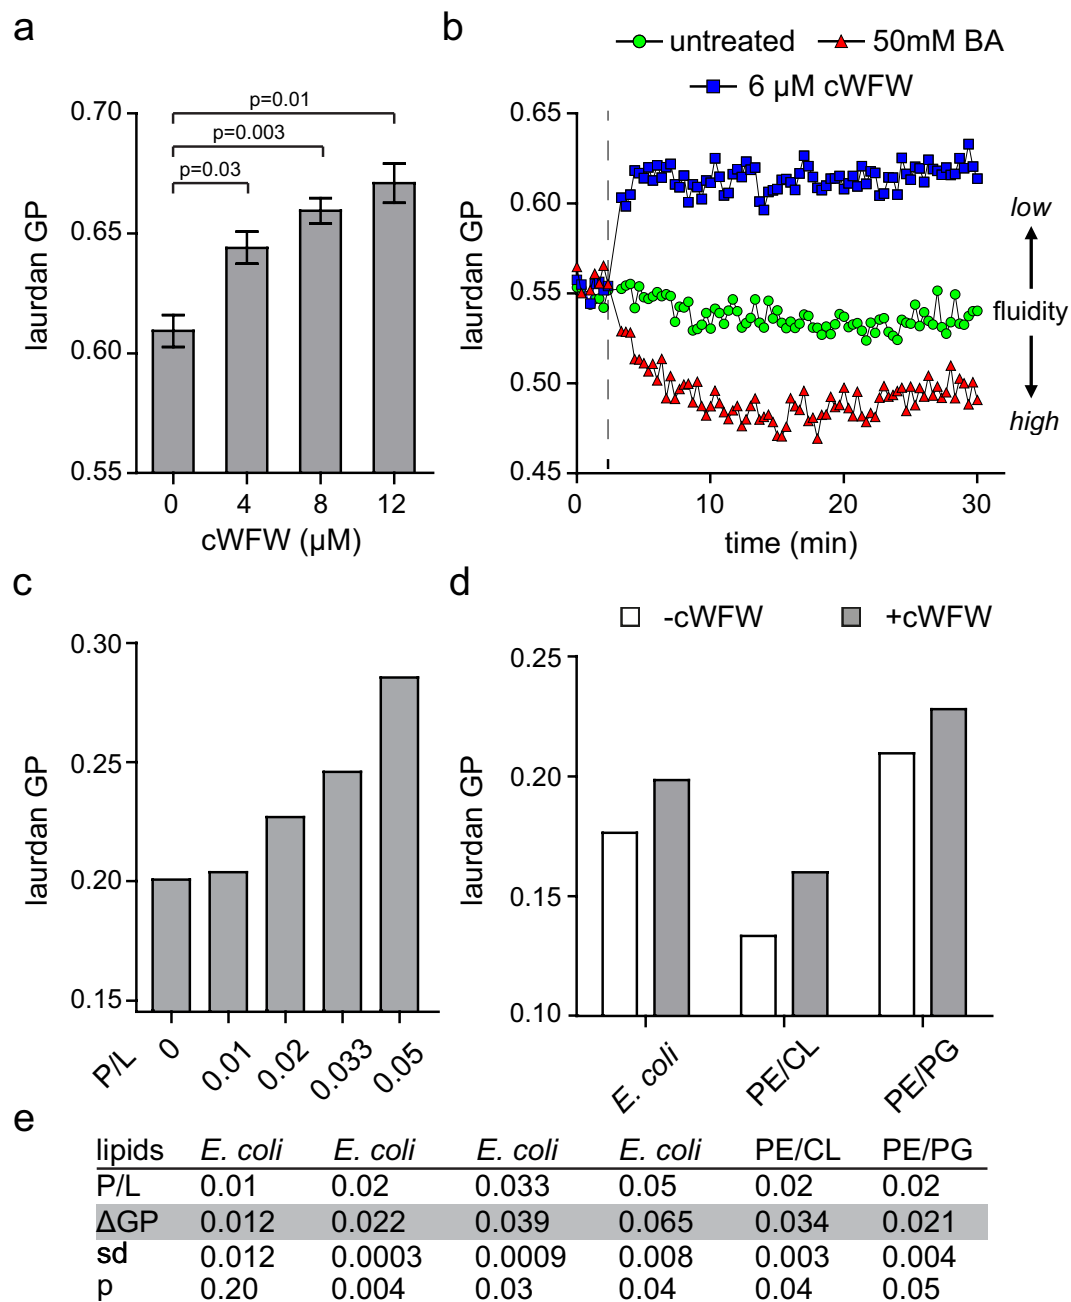 a
0.70
0.65
0.60
0.55
laurdan GP
p=0.01
p=0.003
p=0.03
0 4 8 12
cWFW (µM)
b
untreated 50mM BA
6 µM cWFW
0.65
0.60
0.55
0.50
0.45
laurdan GP
0 10 20 30
time (min)
low
fluidity
high
c
0.30
0.25
0.20
0.15
laurdan GP
P/L 0 0.01 0.02 0.033 0.05
d
-cWFW +cWFW
0.25
0.20
0.15
0.10
laurdan GP
E. coli PE/CL PE/PG
e
lipids E. coli E. coli E. coli E. coli PE/CL PE/PG
P/L 0.01 0.02 0.033 0.05 0.02 0.02
ΔGP 0.012 0.022 0.039 0.065 0.034 0.021
sd 0.012 0.0003 0.0009 0.008 0.003 0.004
p 0.20 0.004 0.03 0.04 0.04 0.05